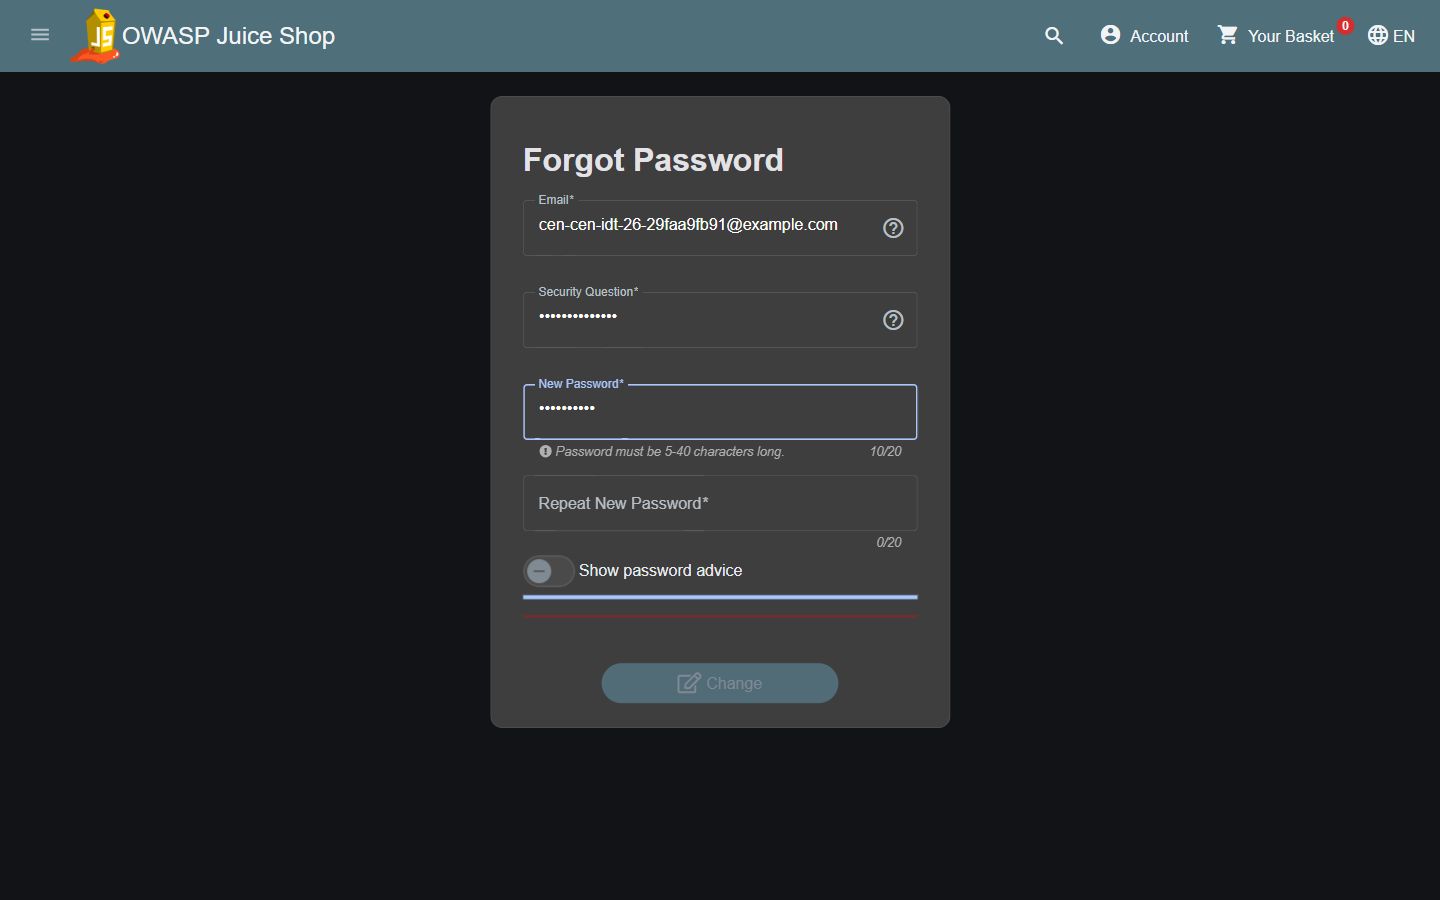 OWASP Juice Shop
Account
Your Basket
0
EN
Forgot Password
Email*
cen-cen-idt-26-29faa9fb91@example.com
Security Question*
••••••••••••••
New Password*
••••••••••
Password must be 5-40 characters long.
10/20
Repeat New Password*
0/20
Show password advice
Change